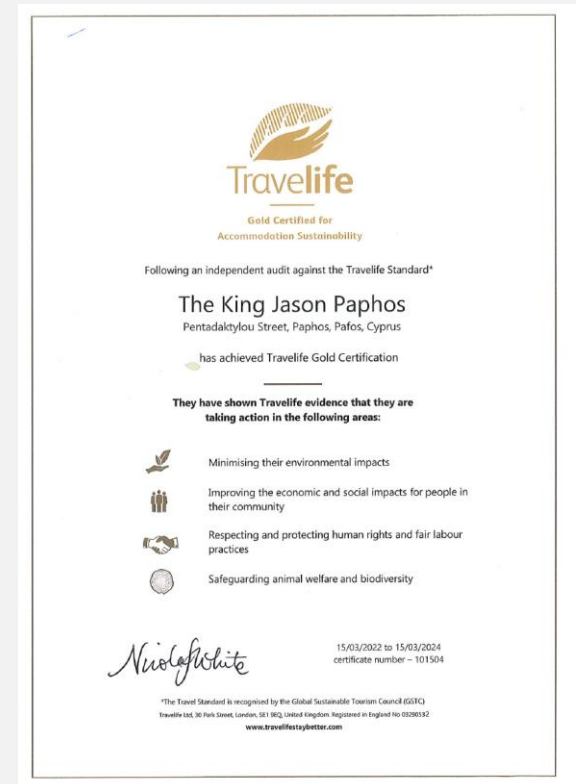 Travelife
Gold Certified for
Accommodation Sustainability
Following an independent audit against the Travelife Standard*
The King Jason Paphos
Pentadaktylou Street, Paphos, Pafos, Cyprus
has achieved Travelife Gold Certification
They have shown Travelife evidence that they are
taking action in the following areas:
Minimising their environmental impacts
Improving the economic and social impacts for people in
their community
Respecting and protecting human rights and fair labour
practices
Safeguarding animal welfare and biodiversity
Nicola White
15/03/2022 to 15/03/2024
certificate number – 101504
*The Travel Standard is recognised by the Global Sustainable Tourism Council (GSTC)
Travelife Ltd, 30 Park Street, London, SE1 9EQ, United Kingdom. Registered in England No 03290532
www.travelifestaybetter.com